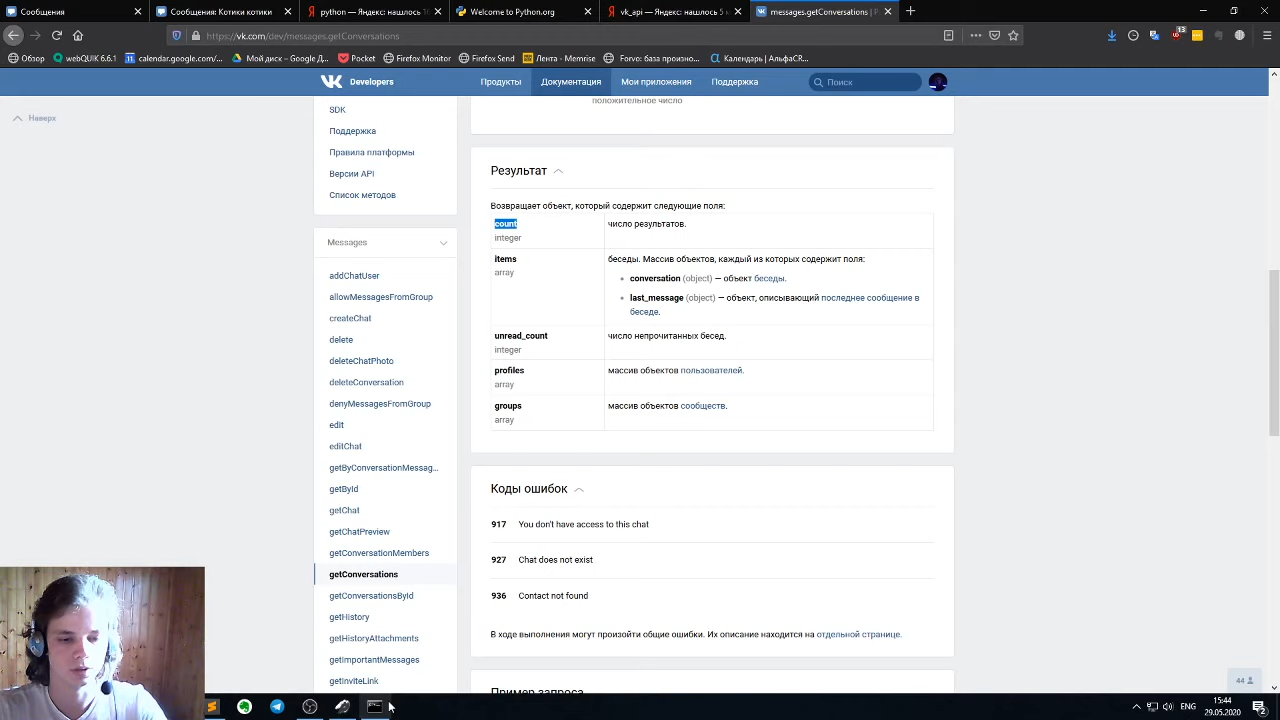 Сообщения
Сообщения: Котики котики
python — Яндекс: нашлось 16
Welcome to Python.org
vk_api — Яндекс: нашлось 5
messages.getConversations | Р
https://vk.com/dev/messages.getConversations
13
Обзор
webQUIK 6.6.1
calendar.google.com/...
Мой диск – Google Д...
Pocket
Firefox Monitor
Firefox Send
Лента - Memrise
Forvo: база произно...
Календарь | АльфаCR...
Developers
Продукты
Документация
Мои приложения
Поддержка
Поиск
Наверх
SDK
Поддержка
Правила платформы
Версии API
Список методов
Messages
addChatUser
allowMessagesFromGroup
createChat
delete
deleteChatPhoto
deleteConversation
denyMessagesFromGroup
edit
editChat
getByConversationMessag...
getById
getChat
getChatPreview
getConversationMembers
getConversations
getConversationsById
getHistory
getHistoryAttachments
getImportantMessages
getInviteLink
положительное число
Результат
Возвращает объект, который содержит следующие поля:
count
integer
число результатов.
items
array
беседы. Массив объектов, каждый из которых содержит поля:
conversation (object) — объект беседы.
last_message (object) — объект, описывающий последнее сообщение в
беседе.
unread_count
integer
число непрочитанных бесед.
profiles
array
массив объектов пользователей.
groups
array
массив объектов сообществ.
Коды ошибок
917 You don't have access to this chat
927 Chat does not exist
936 Contact not found
В ходе выполнения могут произойти общие ошибки. Их описание находится на отдельной странице.
Пример запроса
44
ENG
15:44
29.05.2020